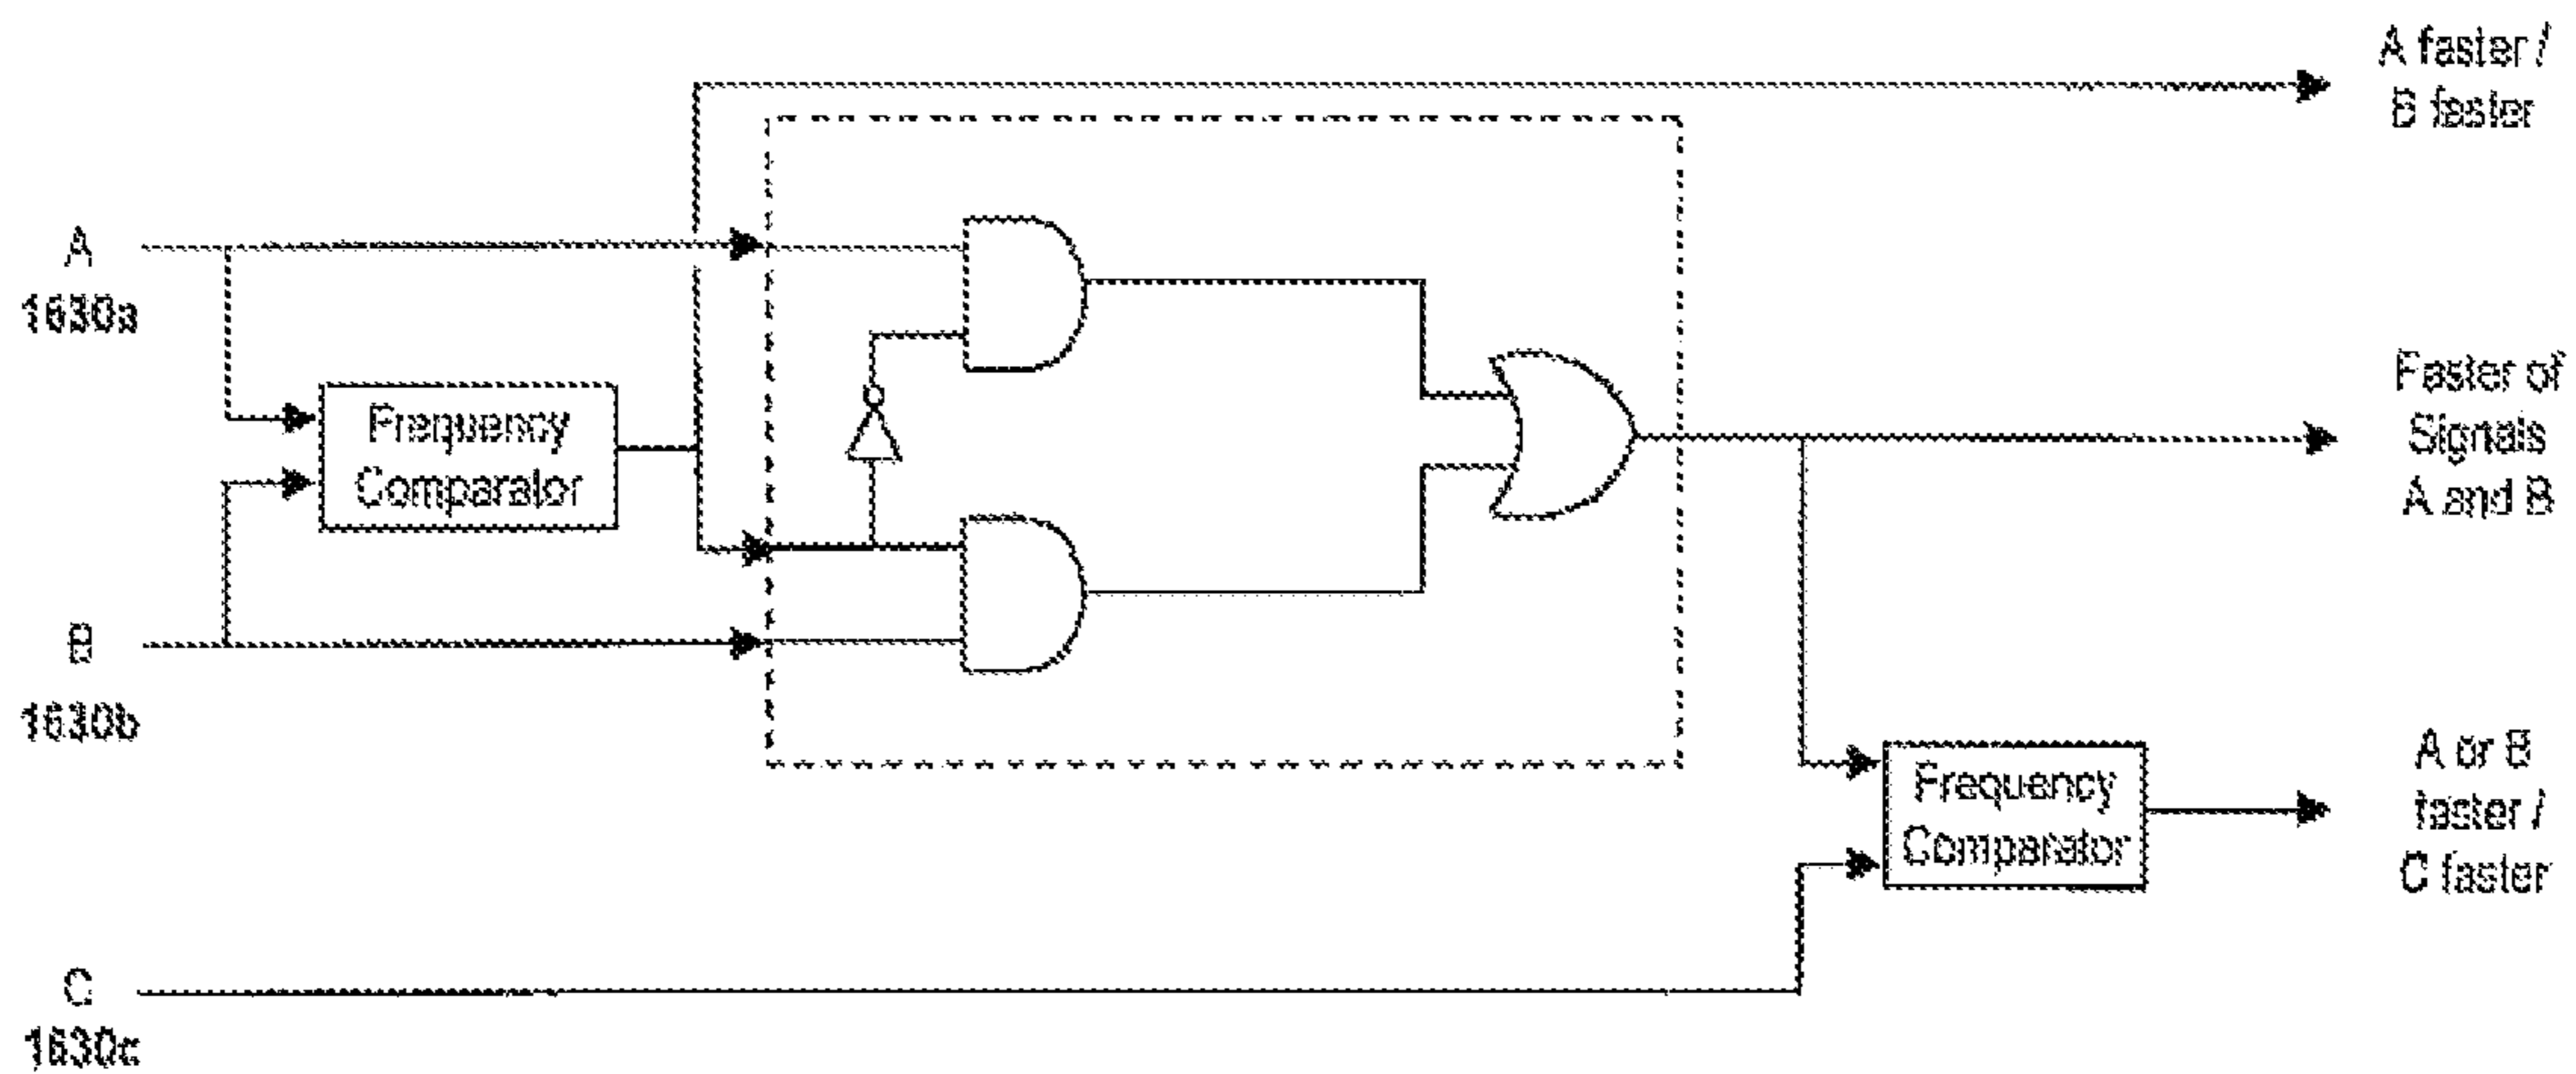 A faster /
B faster
A
1630a
Frequency
Comparator
Faster of
Signals
A and B
B
1630b
A or B
faster /
C faster
Frequency
Comparator
C
1630c